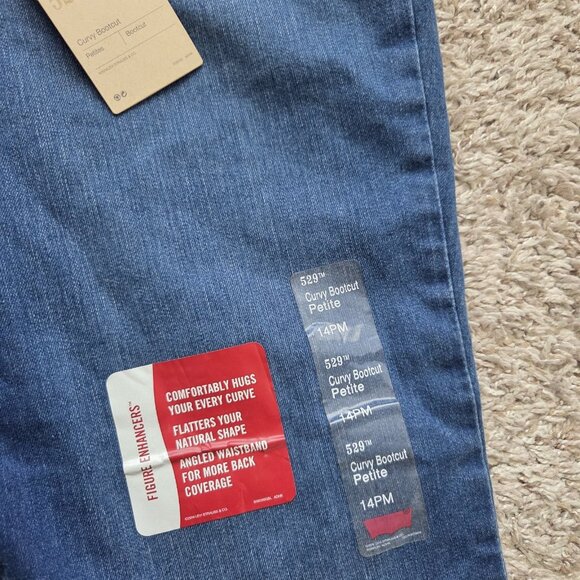 Curvy Bootcut
Petites
Bootcut
FIGURE ENHANCERS™
COMFORTABLY HUGS
YOUR EVERY CURVE
FLATTERS YOUR
NATURAL SHAPE
ANGLED WAISTBAND
FOR MORE BACK
COVERAGE
529™
Curvy Bootcut
Petite
14PM
529™
Curvy Bootcut
Petite
14PM
529™
Curvy Bootcut
Petite
14PM